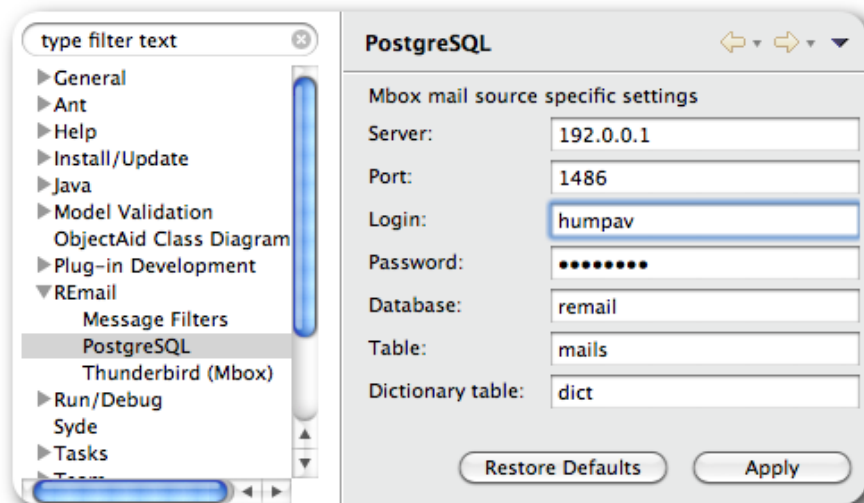 type filter text
General
Ant
Help
Install/Update
Java
Model Validation
ObjectAid Class Diagram
Plug-in Development
REmail
Message Filters
PostgreSQL
Thunderbird (Mbox)
Run/Debug
Syde
Tasks
Team
PostgreSQL
Mbox mail source specific settings
Server: 192.0.0.1
Port: 1486
Login: humpav
Password: ••••••••
Database: remail
Table: mails
Dictionary table: dict
Restore Defaults Apply